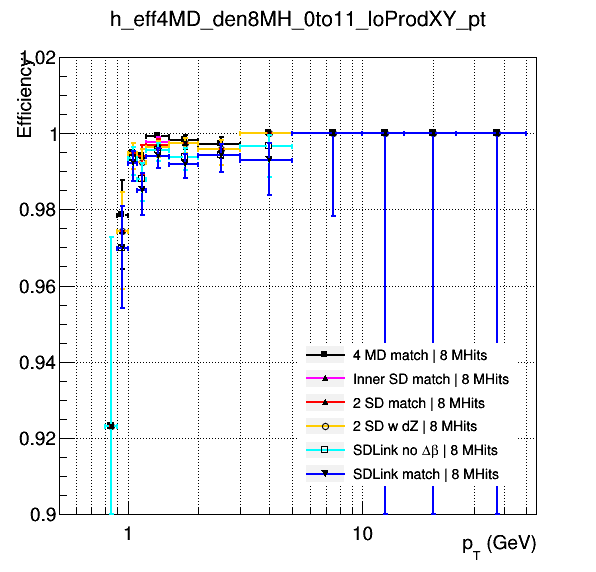 h_eff4MD_den8MH_0to11_loProdXY_pt
Efficiency
1.02
1
0.98
0.96
0.94
0.92
0.9
4 MD match | 8 MHits
Inner SD match | 8 MHits
2 SD match | 8 MHits
2 SD w dZ | 8 MHits
SDLink no Δβ | 8 MHits
SDLink match | 8 MHits
1
10
p_T (GeV)